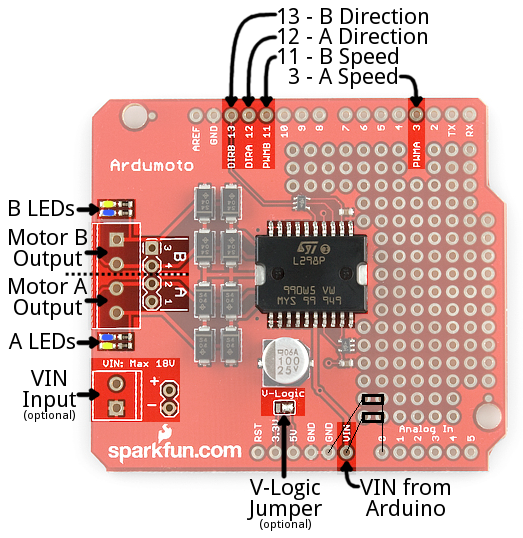 13 - B Direction
12 - A Direction
11 - B Speed
3 - A Speed
AREF
GND
DIRB 13
DIRA 12
PWMB 11
10
9
8
7
6
5
4
PWMA 3
2
TX
RX
Ardumoto
B LEDs
Motor B
Output
Motor A
Output
A LEDs
VIN
Input
(optional)
B
3 4
A
2 1
L298P
990W5 VW
MYS 99 949
VIN: Max 18V
+
-
906A
100
25V
V-Logic
RST
3.3V
5V
GND
GND
VIN
Analog In
0
1
2
3
4
5
sparkfun.com
V-Logic
Jumper
(optional)
VIN from
Arduino